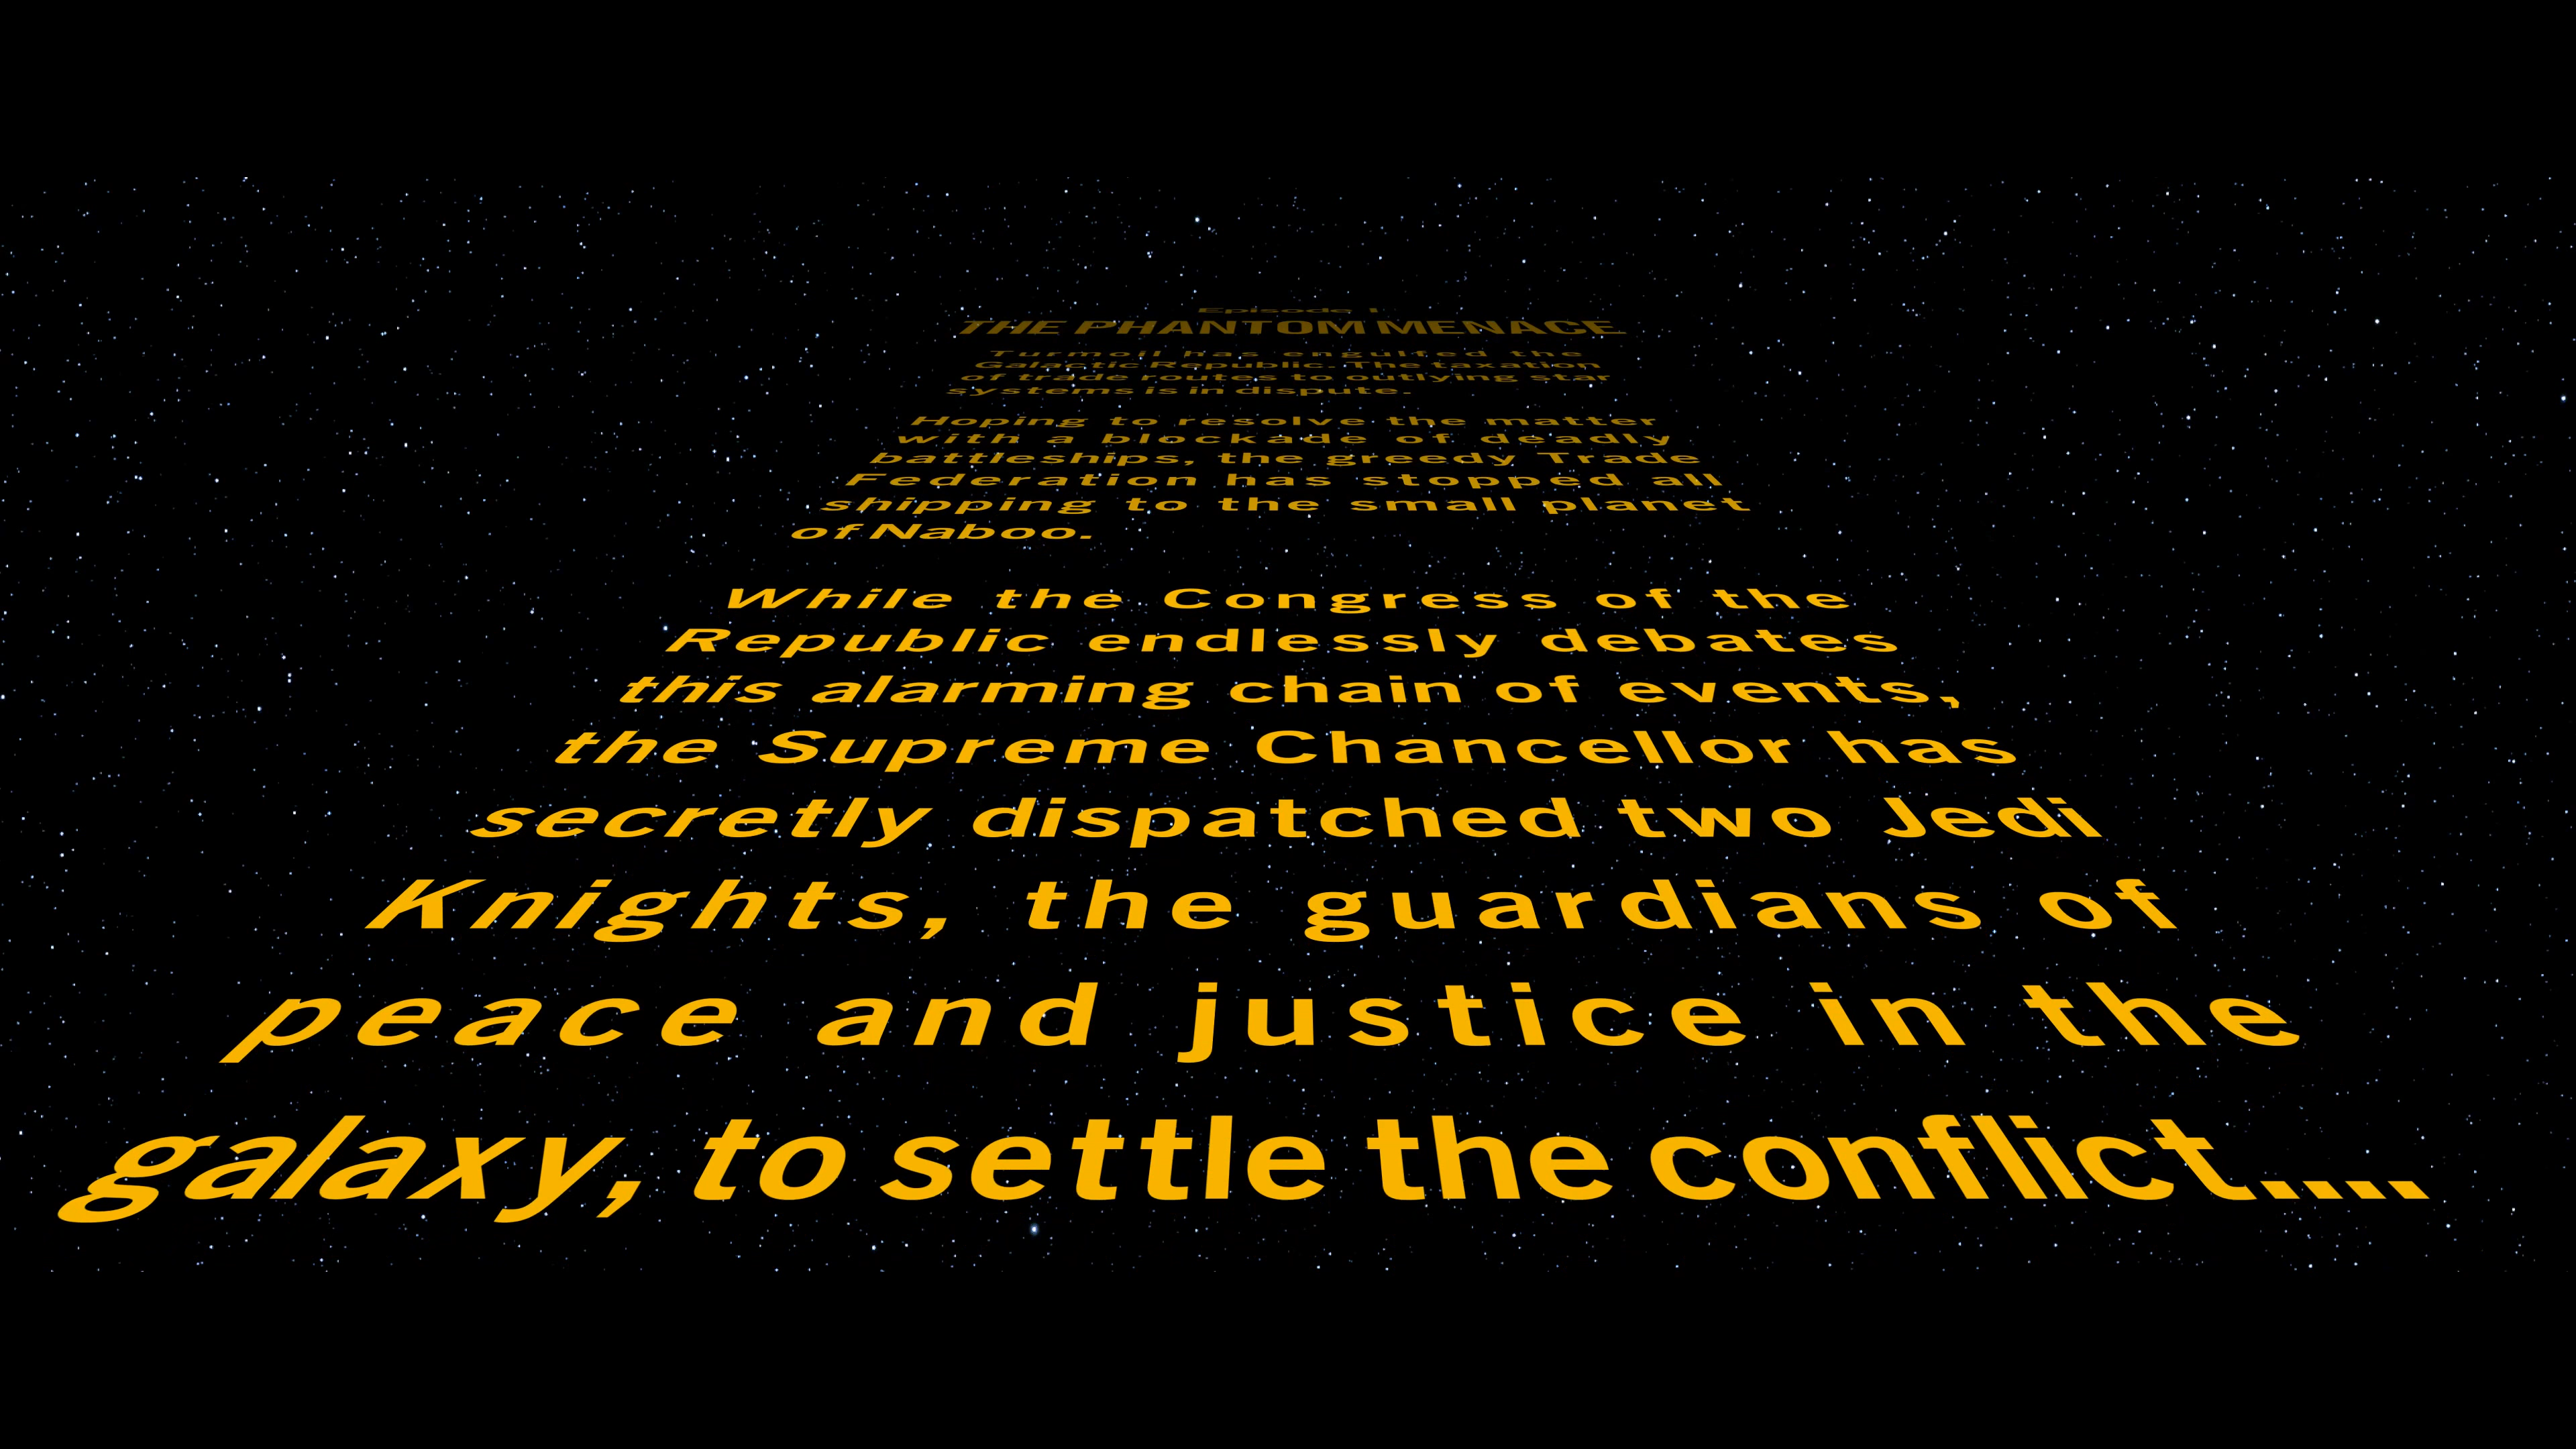 Episode I
THE PHANTOM MENACE
Turmoil has engulfed the
Galactic Republic. The taxation
of trade routes to outlying star
systems is in dispute.
Hoping to resolve the matter
with a blockade of deadly
battleships, the greedy Trade
Federation has stopped all
shipping to the small planet
of Naboo.
While the Congress of the
Republic endlessly debates
this alarming chain of events,
the Supreme Chancellor has
secretly dispatched two Jedi
Knights, the guardians of
peace and justice in the
galaxy, to settle the conflict....